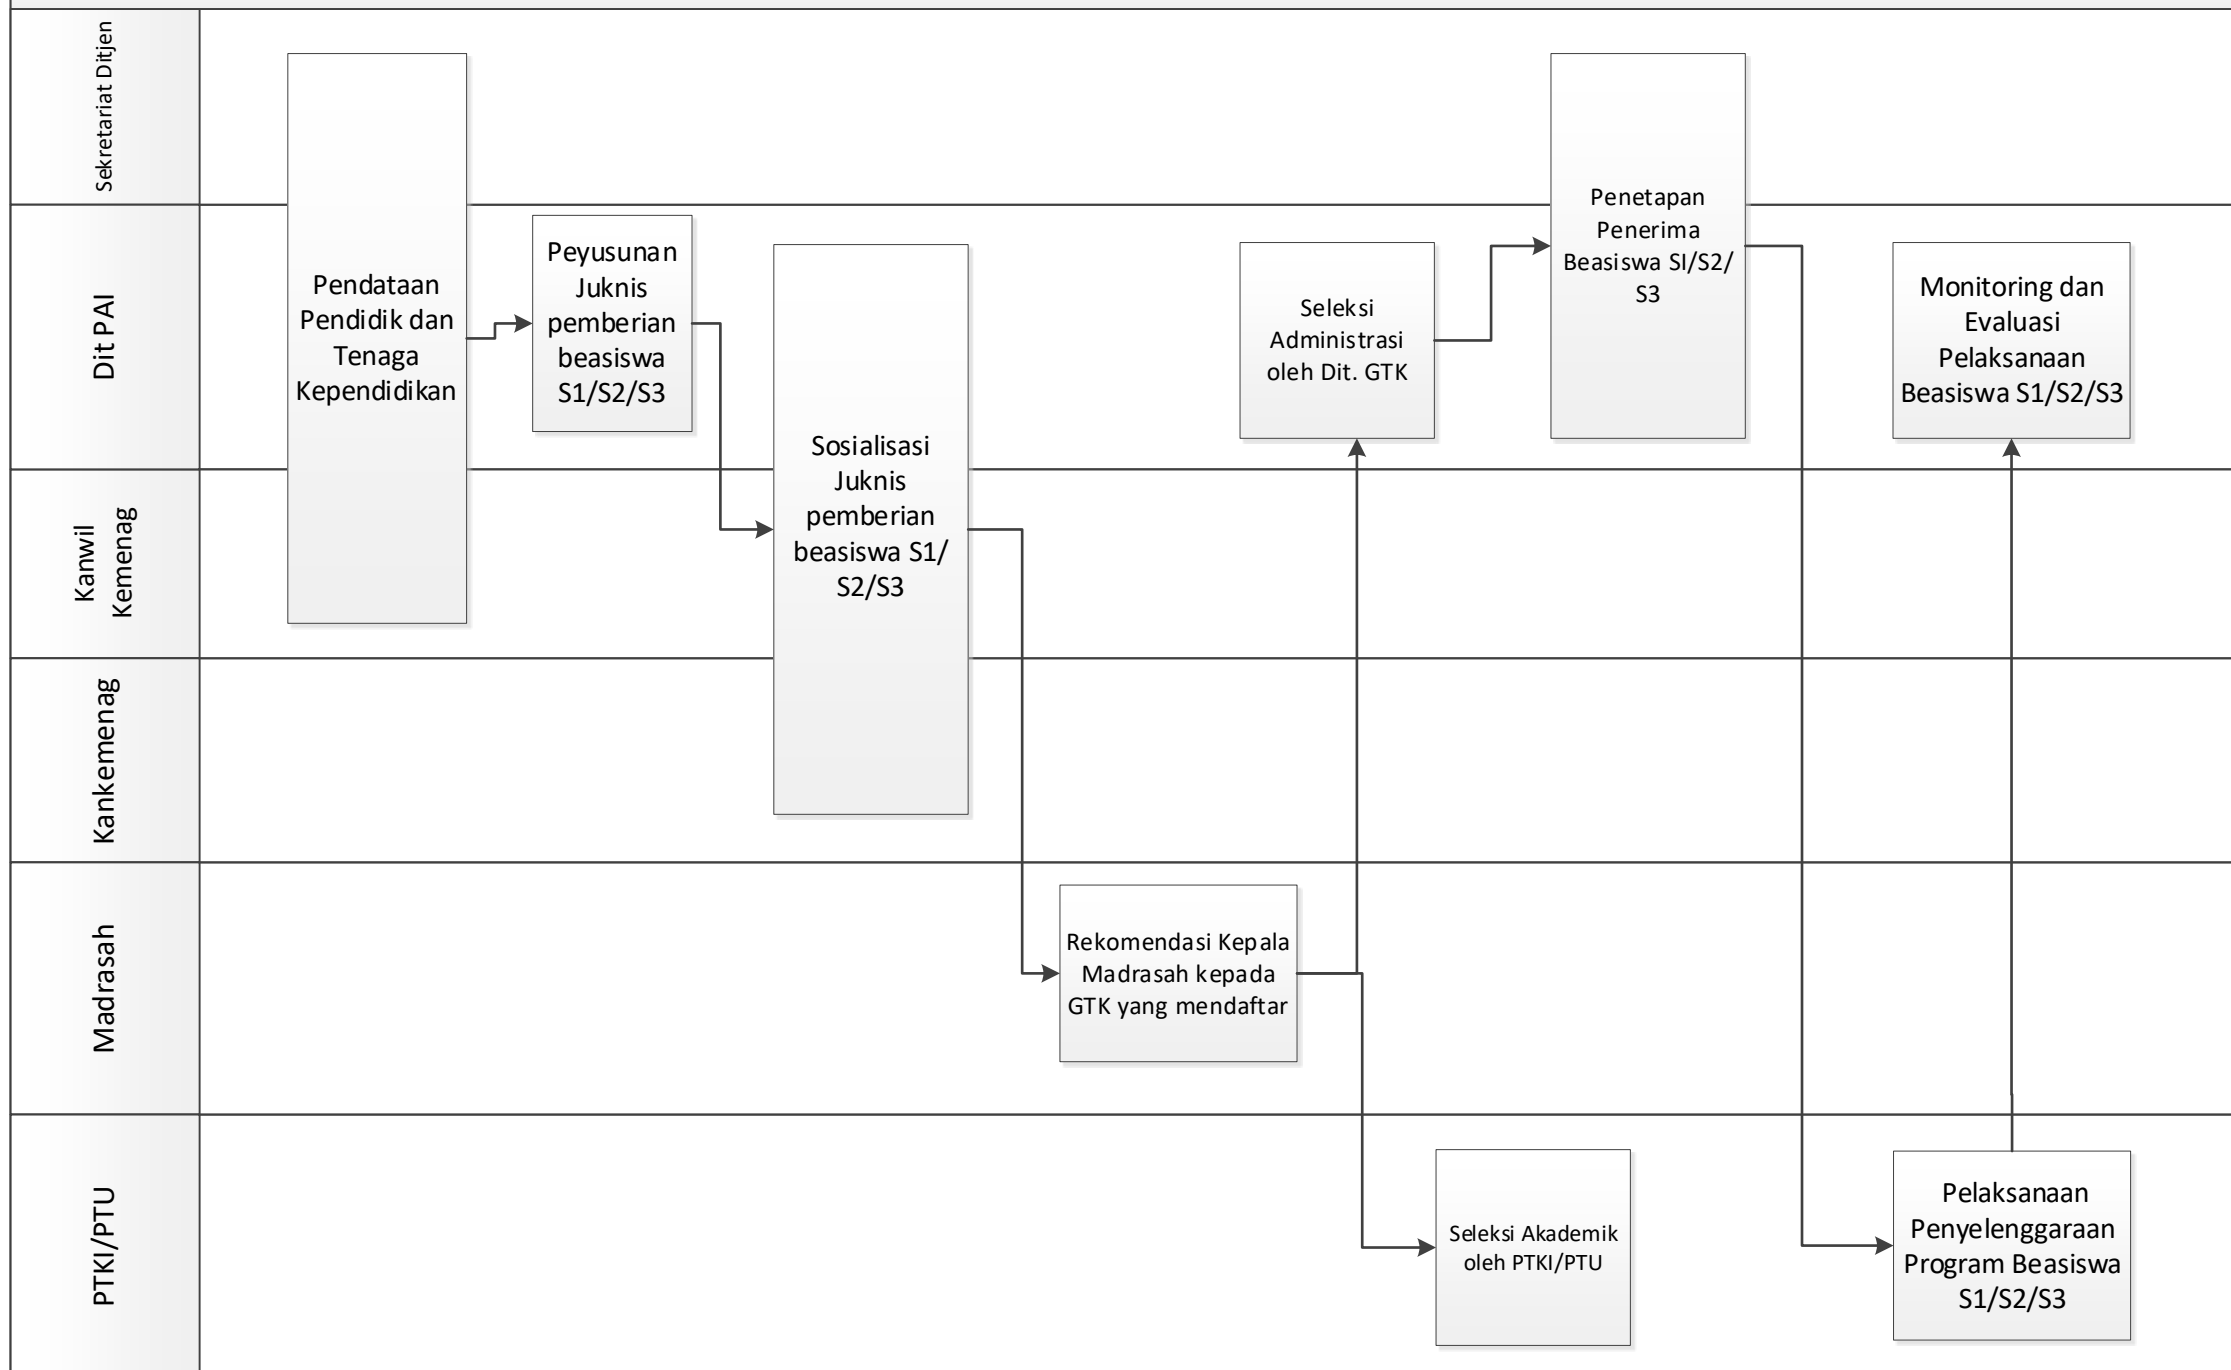 Sekretariat Ditjen
Dit PAI
Kanwil
Kemenag
Kankemenag
Madrasah
PTKI/PTU
Pendataan
Pendidik dan
Tenaga
Kependidikan
Peyusunan
Juknis
pemberian
beasiswa
S1/S2/S3
Sosialisasi
Juknis
pemberian
beasiswa S1/
S2/S3
Rekomendasi Kepala
Madrasah kepada
GTK yang mendaftar
Seleksi
Administrasi
oleh Dit. GTK
Seleksi Akademik
oleh PTKI/PTU
Penetapan
Penerima
Beasiswa SI/S2/
S3
Pelaksanaan
Penyelenggaraan
Program Beasiswa
S1/S2/S3
Monitoring dan
Evaluasi
Pelaksanaan
Beasiswa S1/S2/S3